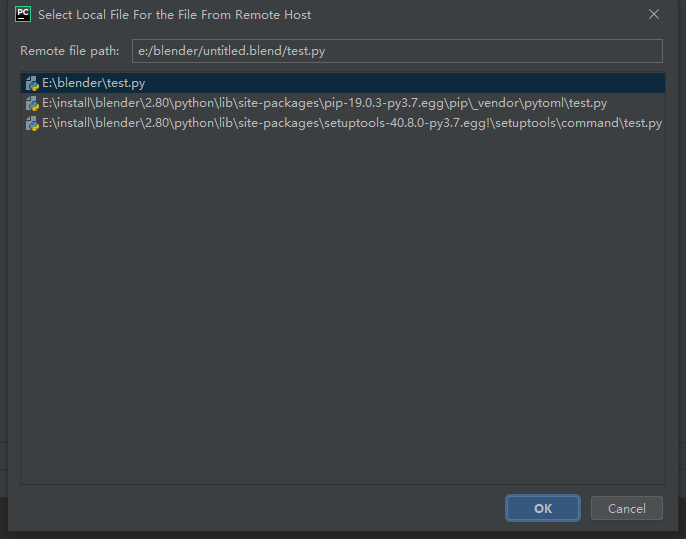 PC
Select Local File For the File From Remote Host
Remote file path: e:/blender/untitled.blend/test.py
E:\blender\test.py
E:\install\blender\2.80\python\lib\site-packages\pip-19.0.3-py3.7.egg\pip\_vendor\pytoml\test.py
E:\install\blender\2.80\python\lib\site-packages\setuptools-40.8.0-py3.7.egg!\setuptools\command\test.py
OK Cancel